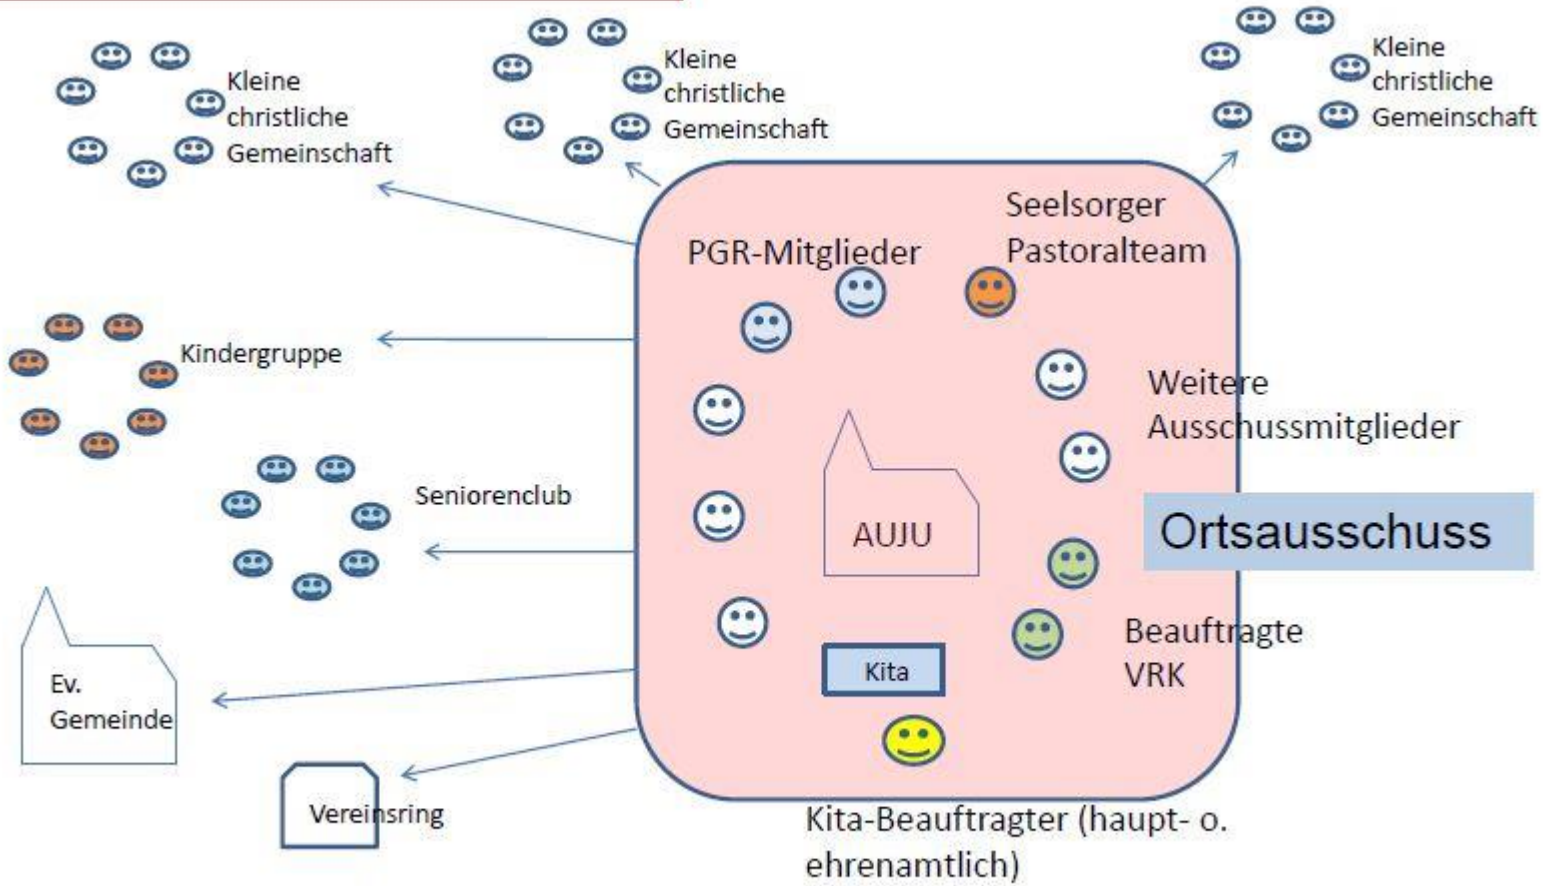 Kleine
christliche
Gemeinschaft
Kleine
christliche
Gemeinschaft
Kleine
christliche
Gemeinschaft
Seelsorger
Pastoralteam
PGR-Mitglieder
Kindergruppe
Weitere
Ausschussmitglieder
Seniorenclub
AUJU
Ortsausschuss
Beauftragte
VRK
Kita
Ev.
Gemeinde
Vereinsring
Kita-Beauftragter (haupt- o.
ehrenamtlich)